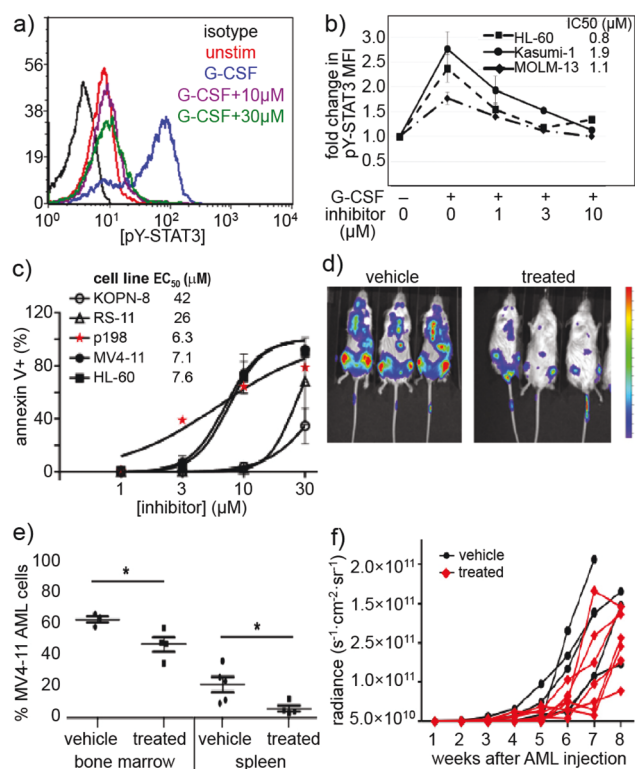 a)
isotype
unstim
G-CSF
G-CSF+10µM
G-CSF+30µM
58
48
36
29
19
0
10⁰ 10¹ 10² 10³ 10⁴
[pY-STAT3]
b)
IC50 (µM)
HL-60 0.8
Kasumi-1 1.9
MOLM-13 1.1
fold change in
pY-STAT3 MFI
3.0
2.5
2.0
1.5
1.0
G-CSF – + + + +
inhibitor 0 0 1 3 10
(µM)
c)
cell line EC₅₀ (µM)
KOPN-8 42
RS-11 26
p198 6.3
MV4-11 7.1
HL-60 7.6
annexin V+ (%)
120
80
40
0
1 3 10 30
[inhibitor] (µM)
d)
vehicle treated
e)
% MV4-11 AML cells
100
80
60
40
20
0
* *
vehicle treated vehicle treated
bone marrow spleen
f)
vehicle
treated
radiance (s⁻¹·cm⁻²·sr⁻¹)
2.0×10¹¹
1.5×10¹¹
2.5×10¹¹
1.0×10¹¹
5.0×10¹⁰
1 2 3 4 5 6 7 8
weeks after AML injection